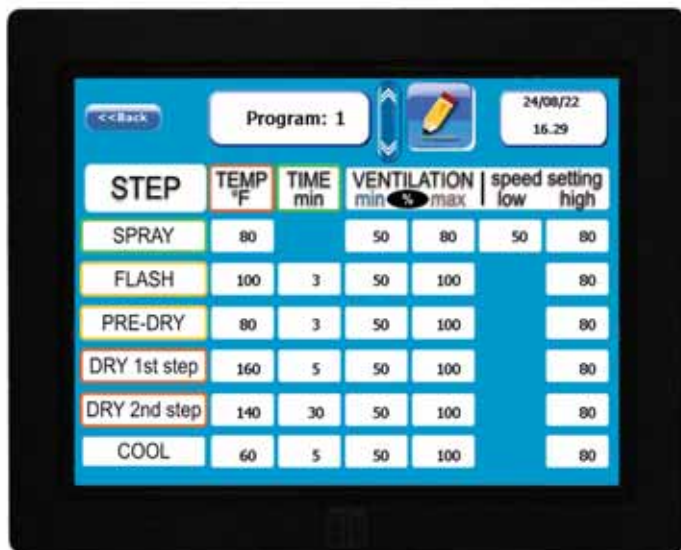 <<Back
Program: 1
24/08/22
16.29
STEP TEMP °F TIME min VENTILATION min % max speed setting low high
SPRAY 80 50 80 50 80
FLASH 100 3 50 100 80
PRE-DRY 80 3 50 100 80
DRY 1st step 160 5 50 100 80
DRY 2nd step 140 30 50 100 80
COOL 60 5 50 100 80